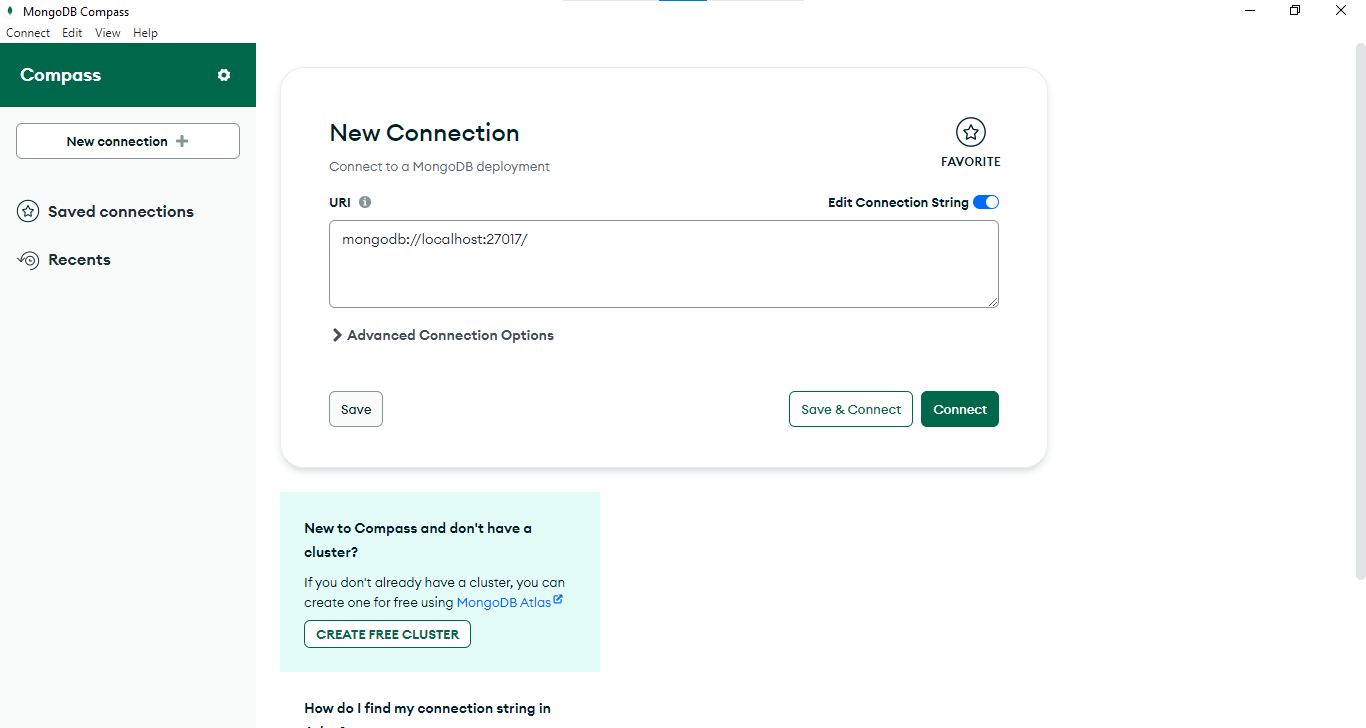 MongoDB Compass
Connect Edit View Help
Compass
New connection
Saved connections
Recents
New Connection
Connect to a MongoDB deployment
FAVORITE
URI
Edit Connection String
mongodb://localhost:27017/
Advanced Connection Options
Save
Save & Connect
Connect
New to Compass and don't have a
cluster?
If you don't already have a cluster, you can
create one for free using MongoDB Atlas
CREATE FREE CLUSTER
How do I find my connection string in